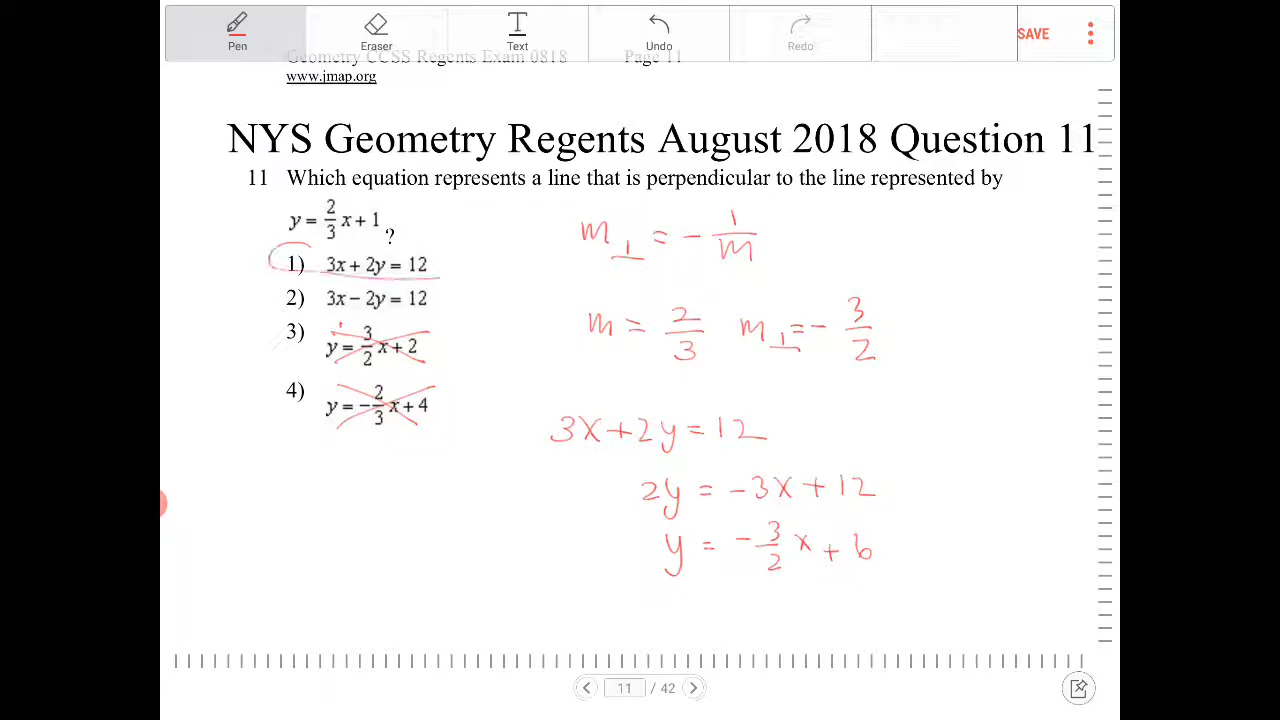 Pen Eraser Text Undo Redo SAVE
Geometry CCSS Regents Exam 0818 Page 11
www.jmap.org
NYS Geometry Regents August 2018 Question 11
11 Which equation represents a line that is perpendicular to the line represented by
y = 2/3 x + 1 ?
1) 3x + 2y = 12
2) 3x − 2y = 12
3) y = 3/2 x + 2
4) y = −2/3 x + 4
m⊥ = − 1/m
m = 2/3 m⊥ = − 3/2
3x + 2y = 12
2y = −3x + 12
y = −3/2 x + 6
11 / 42